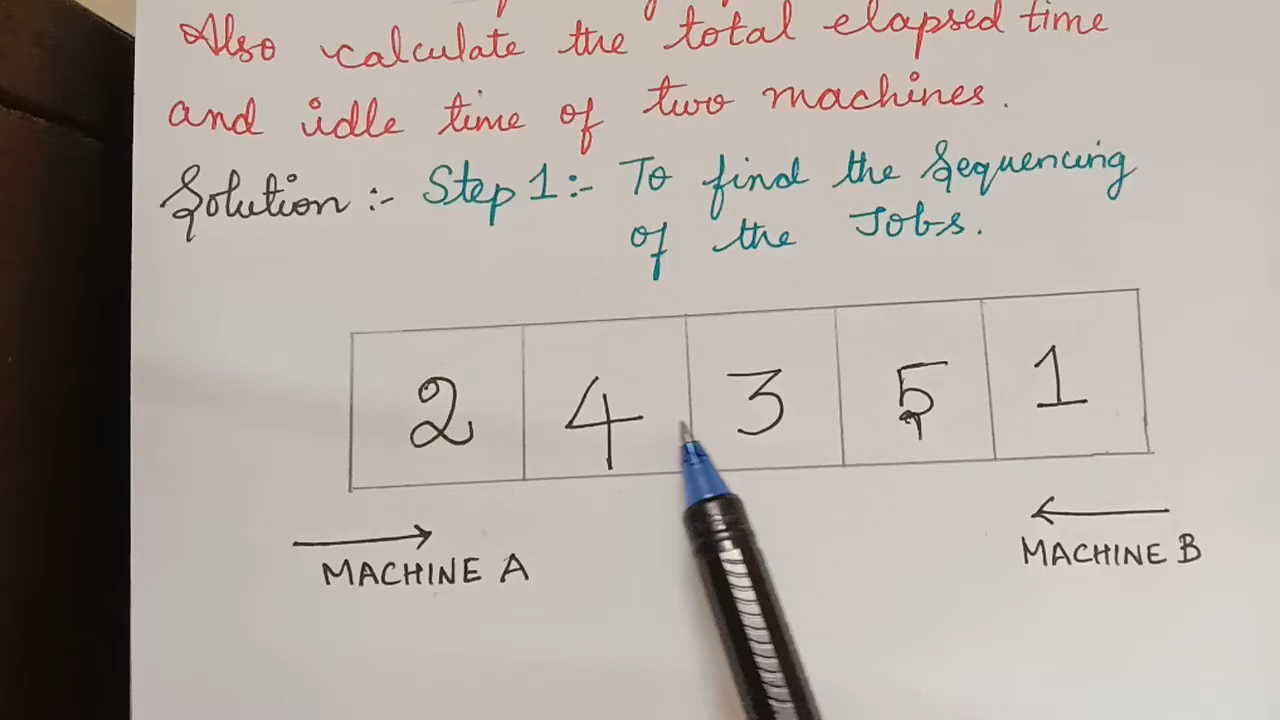 Also calculate the total elapsed time
and idle time of two machines.
Solution :- Step 1:- To find the Sequencing
of the Jobs.
2 4 3 5 1
MACHINE A
MACHINE B